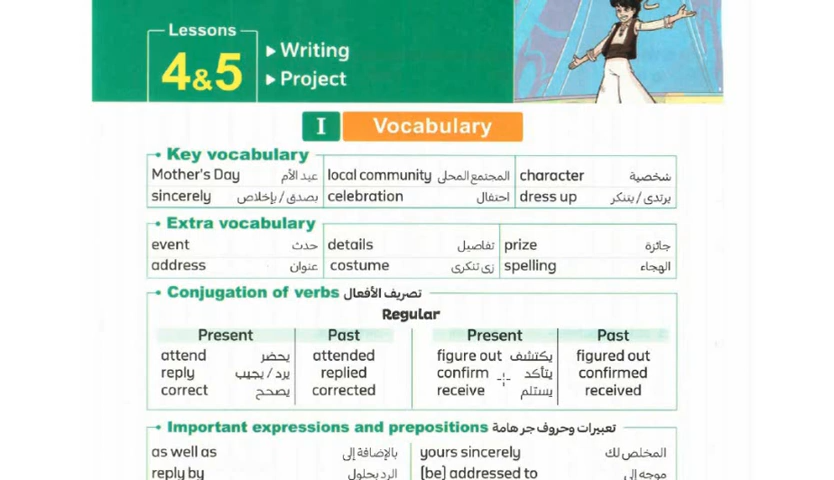 Lessons
4&5
▸ Writing
▸ Project
I Vocabulary
• Key vocabulary
Mother's Day عيد الأم local community المجتمع المحلى character شخصية
sincerely بصدق / بإخلاص celebration احتفال dress up يرتدى / يتنكر
• Extra vocabulary
event حدث details تفاصيل prize جائزة
address عنوان costume زى تنكرى spelling الهجاء
• Conjugation of verbs تصريف الأفعال
Regular
Present Past Present Past
attend يحضر attended figure out يكتشف figured out
reply يرد / يجيب replied confirm يتأكد confirmed
correct يصحح corrected receive يستلم received
• Important expressions and prepositions تعبيرات وحروف جر هامة
as well as بالإضافة إلى yours sincerely المخلص لك
reply by الرد بحلول (be) addressed to موجه إلى